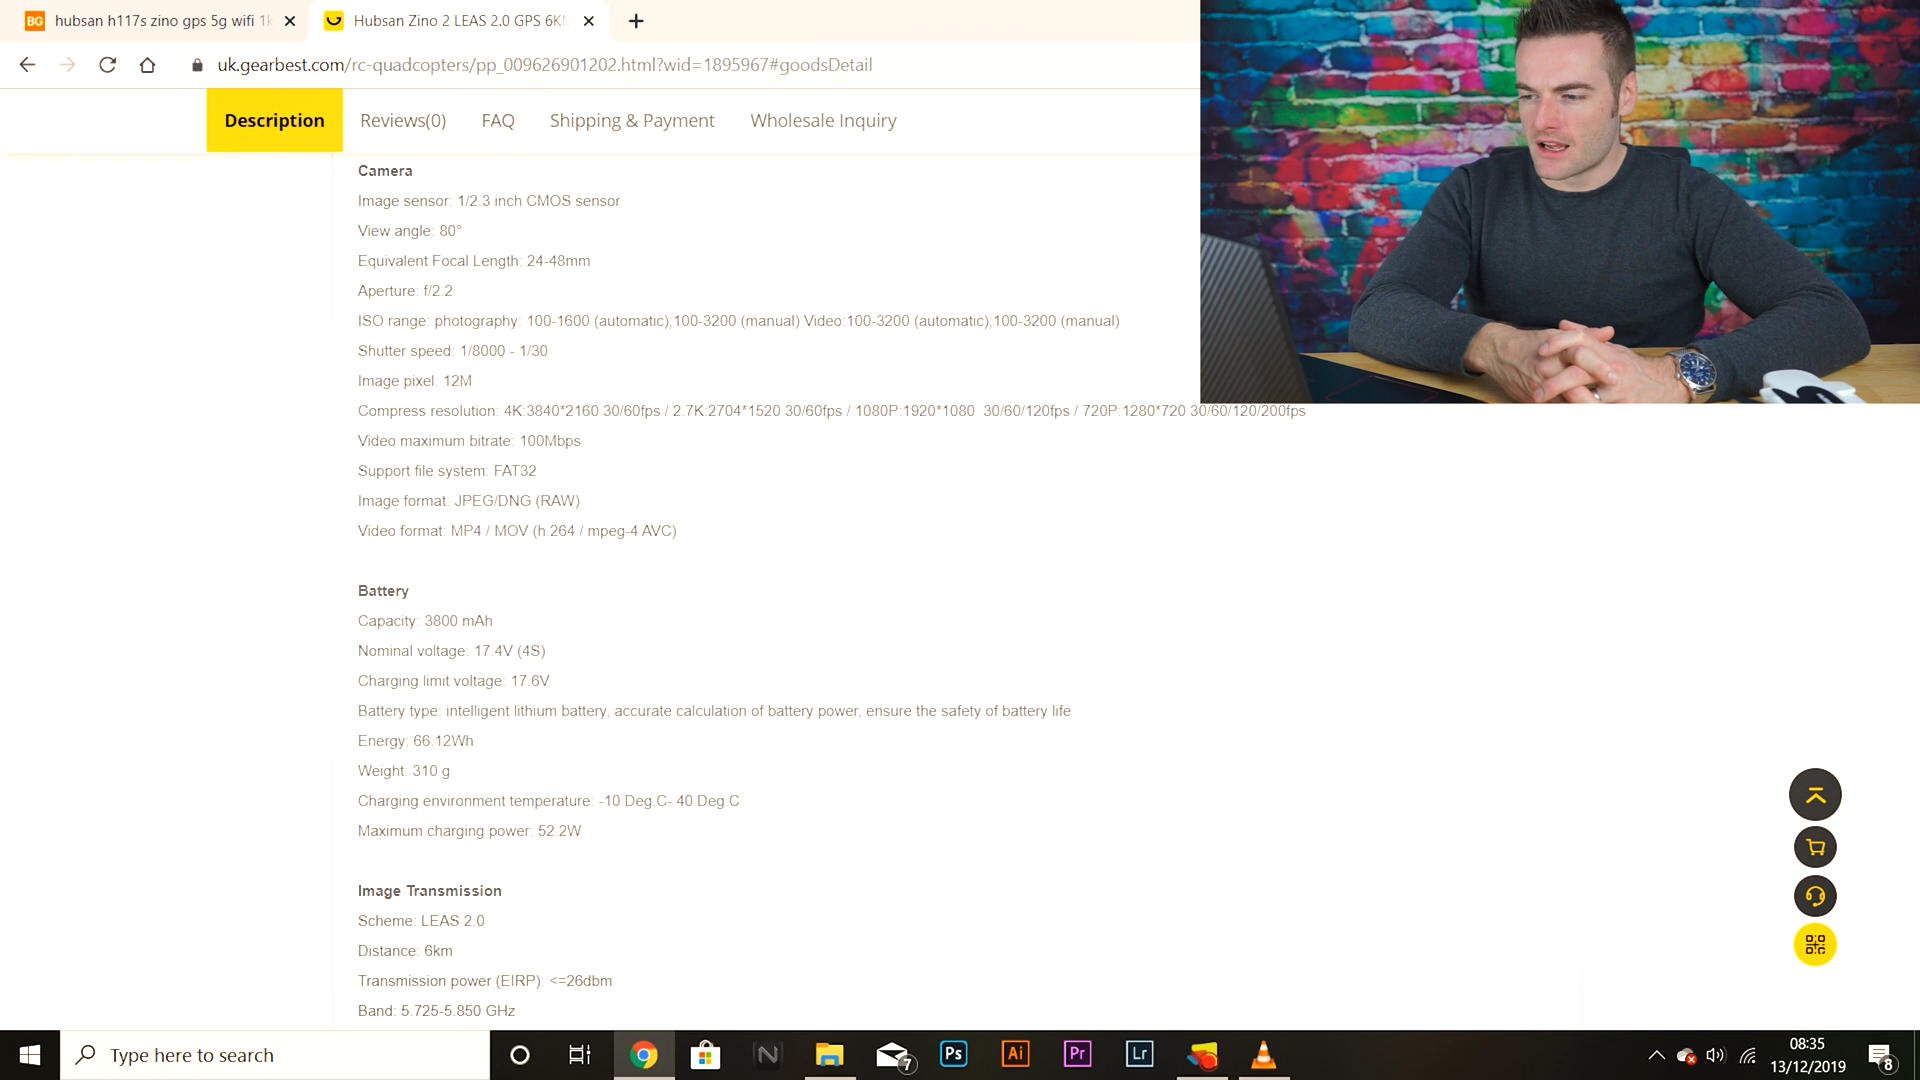 BG hubsan h117s zino gps 5g wifi 1k
Hubsan Zino 2 LEAS 2.0 GPS 6KM
uk.gearbest.com/rc-quadcopters/pp_009626901202.html?wid=1895967#goodsDetail
Description Reviews(0) FAQ Shipping & Payment Wholesale Inquiry
Camera
Image sensor: 1/2.3 inch CMOS sensor
View angle: 80°
Equivalent Focal Length: 24-48mm
Aperture: f/2.2
ISO range: photography: 100-1600 (automatic);100-3200 (manual) Video:100-3200 (automatic);100-3200 (manual)
Shutter speed: 1/8000 - 1/30
Image pixel: 12M
Compress resolution: 4K:3840*2160 30/60fps / 2.7K:2704*1520 30/60fps / 1080P:1920*1080 30/60/120fps / 720P:1280*720 30/60/120/200fps
Video maximum bitrate: 100Mbps
Support file system: FAT32
Image format: JPEG/DNG (RAW)
Video format: MP4 / MOV (h.264 / mpeg-4 AVC)
Battery
Capacity: 3800 mAh
Nominal voltage: 17.4V (4S)
Charging limit voltage: 17.6V
Battery type: intelligent lithium battery, accurate calculation of battery power, ensure the safety of battery life
Energy: 66.12Wh
Weight: 310 g
Charging environment temperature: -10 Deg.C- 40 Deg.C
Maximum charging power: 52.2W
Image Transmission
Scheme: LEAS 2.0
Distance: 6km
Transmission power (EIRP): <=26dbm
Band: 5.725-5.850 GHz
Type here to search
N
7
Ps
Ai
Pr
Lr
08:35
13/12/2019
8